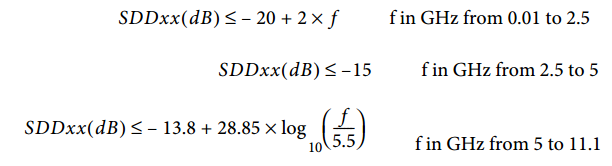 SDDxx(dB) ≤ – 20 + 2 × f f in GHz from 0.01 to 2.5
SDDxx(dB) ≤ –15 f in GHz from 2.5 to 5
SDDxx(dB) ≤ – 13.8 + 28.85 × log₁₀(f/5.5) f in GHz from 5 to 11.1